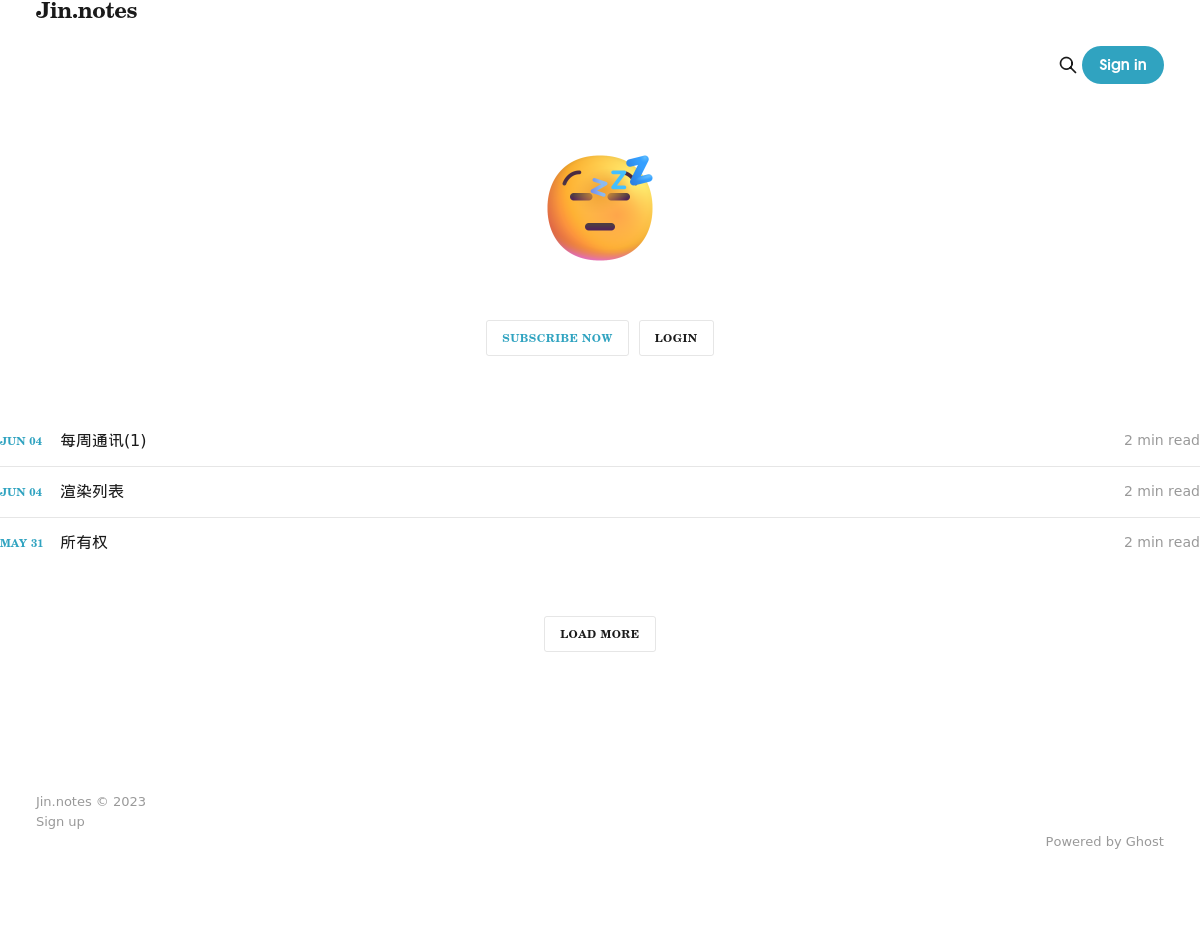 Jin.notes
Sign in
SUBSCRIBE NOW
LOGIN
JUN 04 每周通讯(1) 2 min read
JUN 04 渲染列表 2 min read
MAY 31 所有权 2 min read
LOAD MORE
Jin.notes © 2023
Sign up
Powered by Ghost